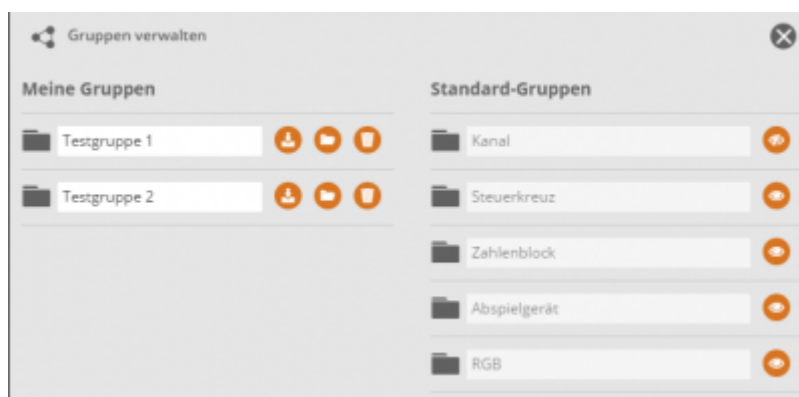 Gruppen verwalten
Meine Gruppen
Testgruppe 1
Testgruppe 2
Standard-Gruppen
Kanal
Steuerkreuz
Zahlenblock
Abspielgerät
RGB